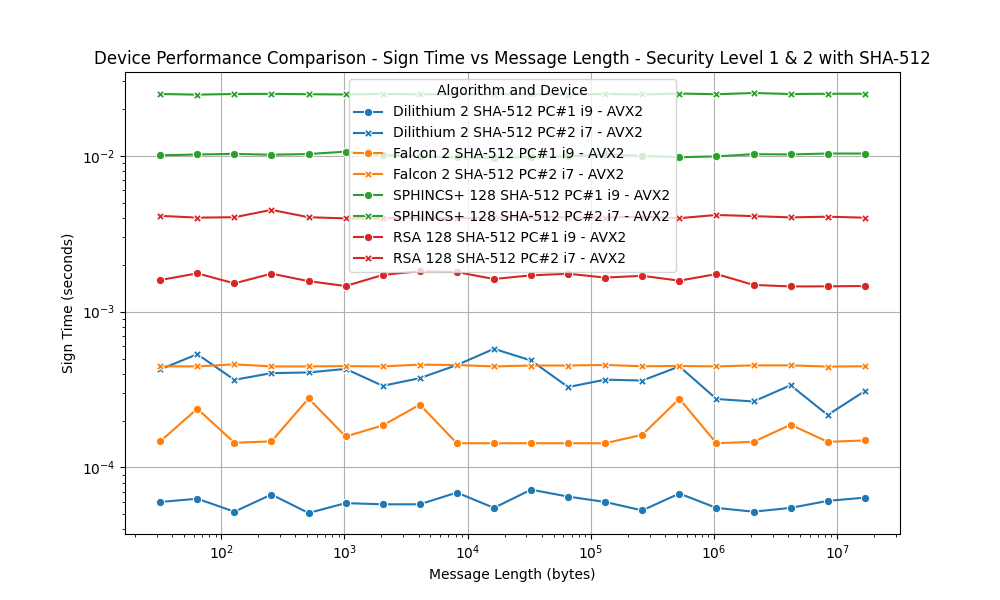 Device Performance Comparison - Sign Time vs Message Length - Security Level 1 & 2 with SHA-512
Algorithm and Device
Dilithium 2 SHA-512 PC#1 i9 - AVX2
Dilithium 2 SHA-512 PC#2 i7 - AVX2
Falcon 2 SHA-512 PC#1 i9 - AVX2
Falcon 2 SHA-512 PC#2 i7 - AVX2
SPHINCS+ 128 SHA-512 PC#1 i9 - AVX2
SPHINCS+ 128 SHA-512 PC#2 i7 - AVX2
RSA 128 SHA-512 PC#1 i9 - AVX2
RSA 128 SHA-512 PC#2 i7 - AVX2
Sign Time (seconds)
10⁻²
10⁻³
10⁻⁴
10² 10³ 10⁴ 10⁵ 10⁶ 10⁷
Message Length (bytes)